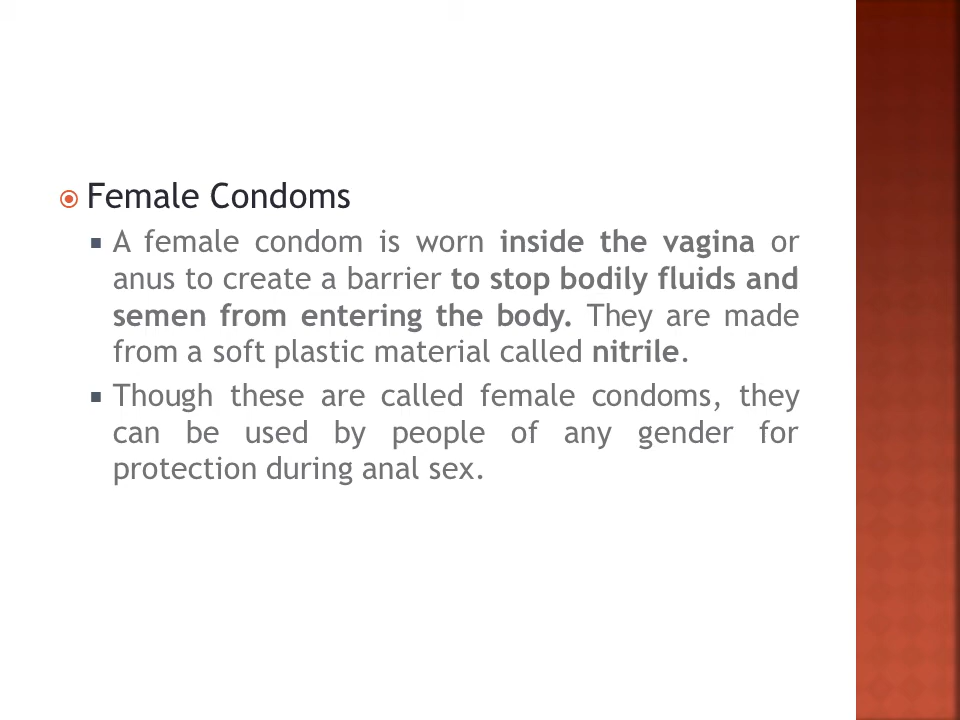 Female Condoms
A female condom is worn inside the vagina or
anus to create a barrier to stop bodily fluids and
semen from entering the body. They are made
from a soft plastic material called nitrile.
Though these are called female condoms, they
can be used by people of any gender for
protection during anal sex.